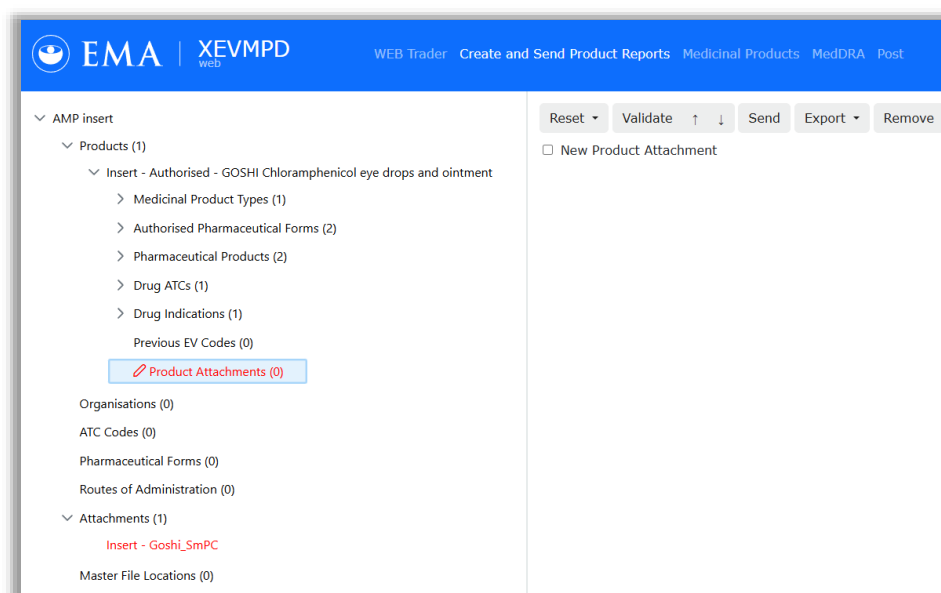 EMA
XEVMPD
web
WEB Trader Create and Send Product Reports Medicinal Products MedDRA Post
AMP insert
Products (1)
Insert - Authorised - GOSHI Chloramphenicol eye drops and ointment
Medicinal Product Types (1)
Authorised Pharmaceutical Forms (2)
Pharmaceutical Products (2)
Drug ATCs (1)
Drug Indications (1)
Previous EV Codes (0)
Product Attachments (0)
Organisations (0)
ATC Codes (0)
Pharmaceutical Forms (0)
Routes of Administration (0)
Attachments (1)
Insert - Goshi_SmPC
Master File Locations (0)
Reset Validate ↑ ↓ Send Export Remove
New Product Attachment